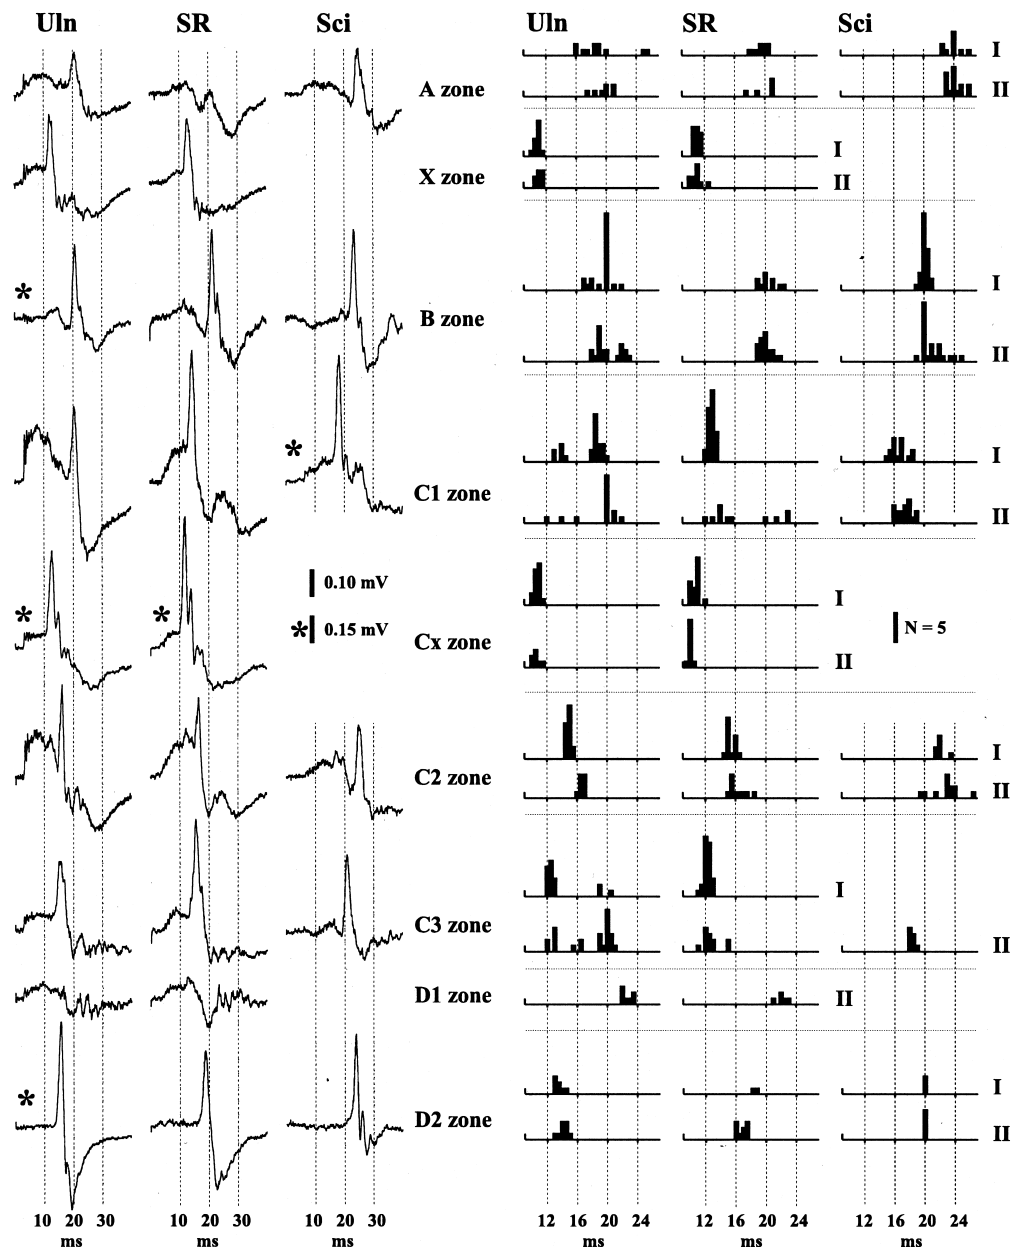 Uln SR Sci Uln SR Sci
I
A zone II
I
X zone II
*
I
B zone
II
*
I
C1 zone
II
0.10 mV
I
* * * 0.15 mV N = 5
Cx zone II
I
C2 zone II
I
C3 zone II
D1 zone II
I
*
D2 zone II
10 20 30 10 20 30 10 20 30 12 16 20 24 12 16 20 24 12 16 20 24
ms ms ms ms ms ms